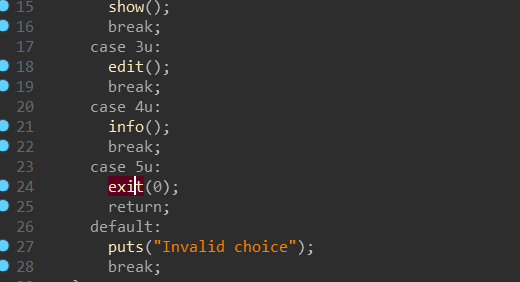 15 show();
16 break;
17 case 3u:
18 edit();
19 break;
20 case 4u:
21 info();
22 break;
23 case 5u:
24 exit(0);
25 return;
26 default:
27 puts("Invalid choice");
28 break;